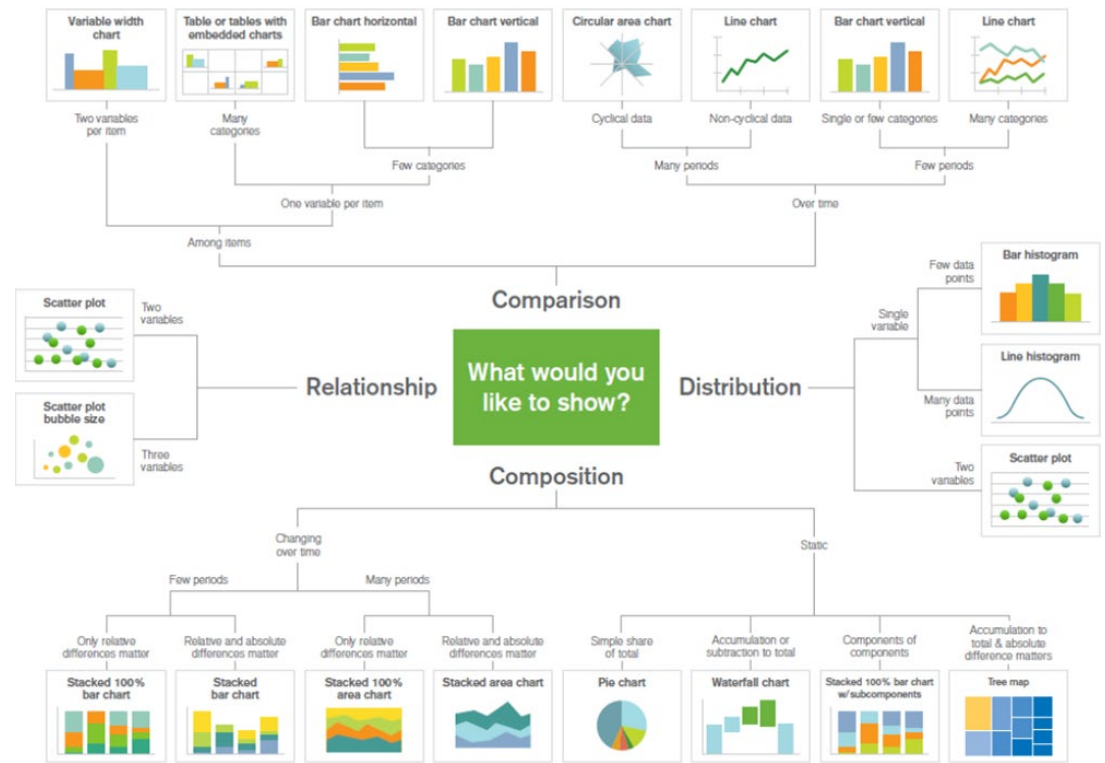 Variable width
chart
Table or tables with
embedded charts
Bar chart horizontal
Bar chart vertical
Circular area chart
Line chart
Bar chart vertical
Line chart
Two variables
per item
Many
categories
Cyclical data
Non-cyclical data
Single or few categories
Many categories
Few categories
Many periods
Few periods
One variable per item
Over time
Among items
Comparison
Scatter plot
Two
variables
Relationship
Scatter plot
bubble size
Three
variables
What would you
like to show?
Distribution
Single
variable
Few data
points
Bar histogram
Line histogram
Many data
points
Two
variables
Scatter plot
Composition
Changing
over time
Static
Few periods
Many periods
Only relative
differences matter
Relative and absolute
differences matter
Only relative
differences matter
Relative and absolute
differences matter
Simple share
of total
Accumulation or
subtraction to total
Components of
components
Accumulation to
total & absolute
difference matters
Stacked 100%
bar chart
Stacked
bar chart
Stacked 100%
area chart
Stacked area chart
Pie chart
Waterfall chart
Stacked 100% bar chart
w/subcomponents
Tree map